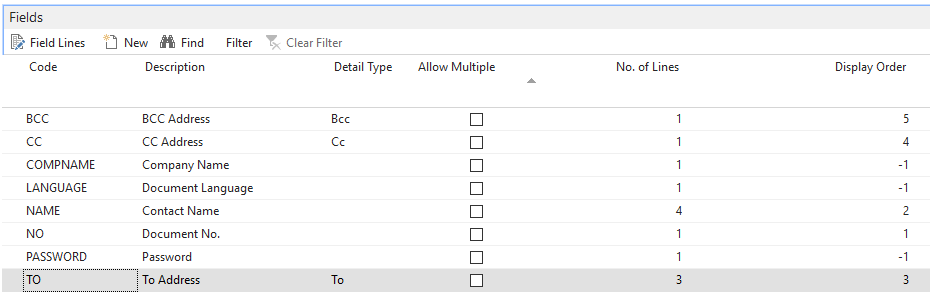 Fields
Field Lines New Find Filter Clear Filter
Code Description Detail Type Allow Multiple No. of Lines Display Order
BCC BCC Address Bcc 1 5
CC CC Address Cc 1 4
COMPNAME Company Name 1 -1
LANGUAGE Document Language 1 -1
NAME Contact Name 4 2
NO Document No. 1 1
PASSWORD Password 1 -1
TO To Address To 3 3